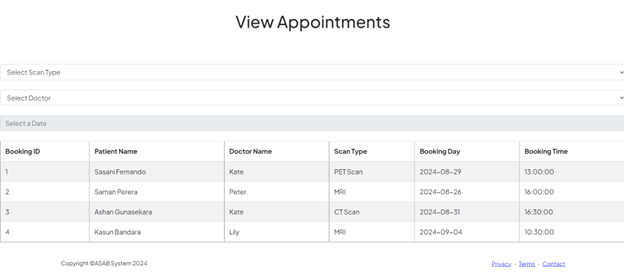 View Appointments
Select Scan Type
Select Doctor
Select a Date
Booking ID Patient Name Doctor Name Scan Type Booking Day Booking Time
1 Sasani Fernando Kate PET Scan 2024-08-29 13:00:00
2 Saman Perera Peter MRI 2024-08-26 16:00:00
3 Ashan Gunasekara Kate CT Scan 2024-08-31 16:30:00
4 Kasun Bandara Lily MRI 2024-09-04 10:30:00
Copyright ©ASAB System 2024 Privacy - Terms - Contact